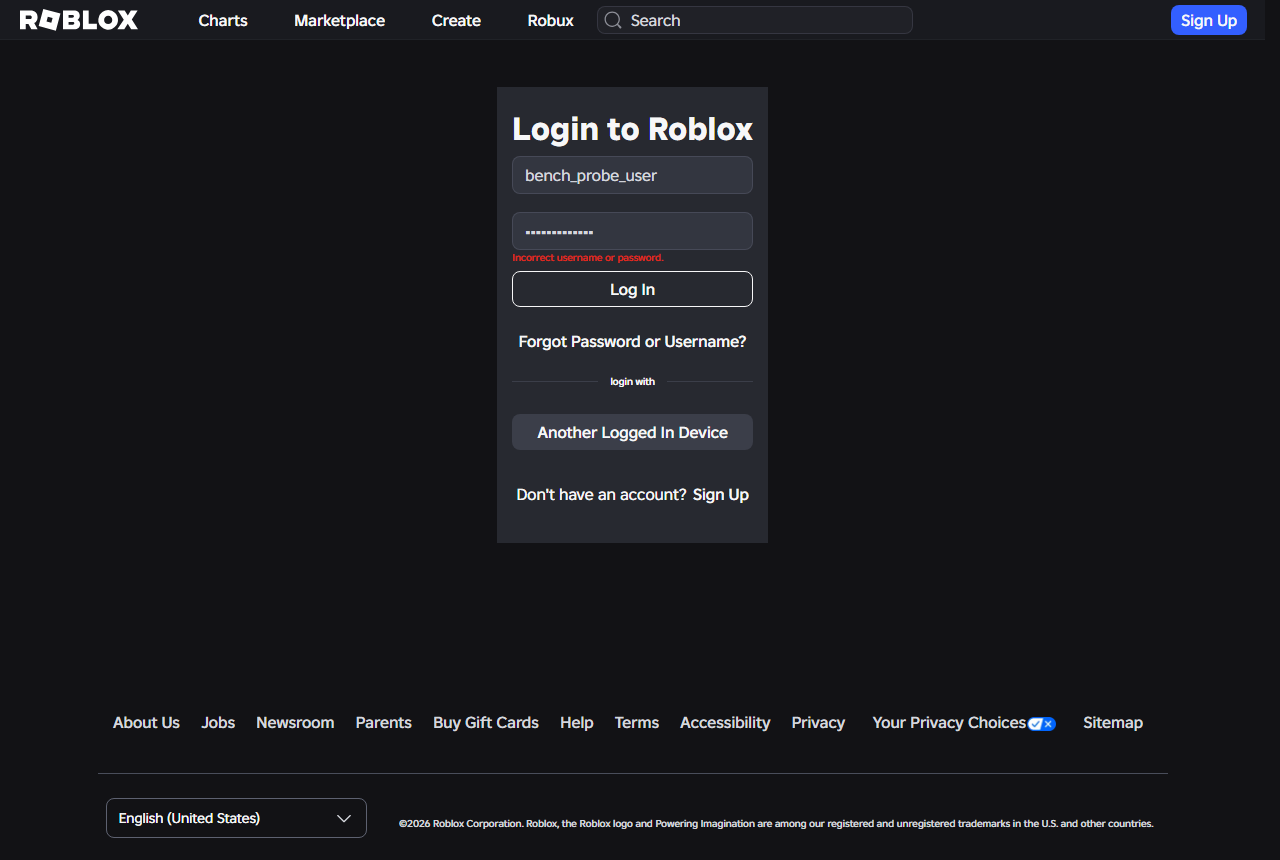 ROBLOX Charts Marketplace Create Robux Search Sign Up
Login to Roblox
bench_probe_user
•••••••••••••
Incorrect username or password.
Log In
Forgot Password or Username?
login with
Another Logged In Device
Don't have an account? Sign Up
About Us Jobs Newsroom Parents Buy Gift Cards Help Terms Accessibility Privacy Your Privacy Choices Sitemap
English (United States)
©2026 Roblox Corporation. Roblox, the Roblox logo and Powering Imagination are among our registered and unregistered trademarks in the U.S. and other countries.